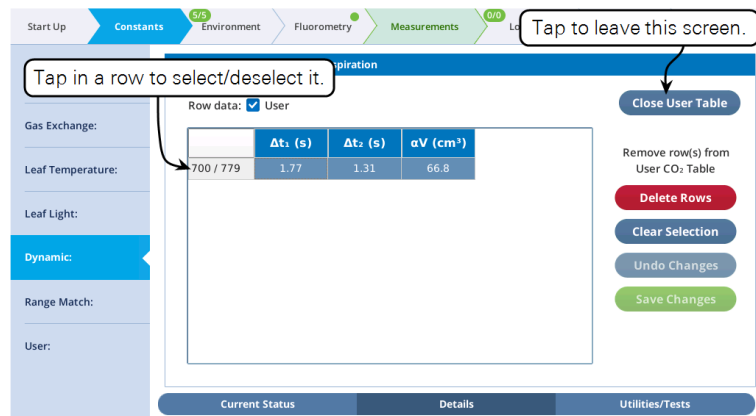 Start Up
Constants
5/5
Environment
Fluorometry
Measurements
0/0
Tap to leave this screen.
Tap in a row to select/deselect it.
Row data: User
Close User Table
Gas Exchange:
Δt₁ (s) Δt₂ (s) αV (cm³)
700 / 779 1.77 1.31 66.8
Remove row(s) from
User CO₂ Table
Leaf Temperature:
Delete Rows
Leaf Light:
Clear Selection
Dynamic:
Undo Changes
Range Match:
Save Changes
User:
Current Status
Details
Utilities/Tests